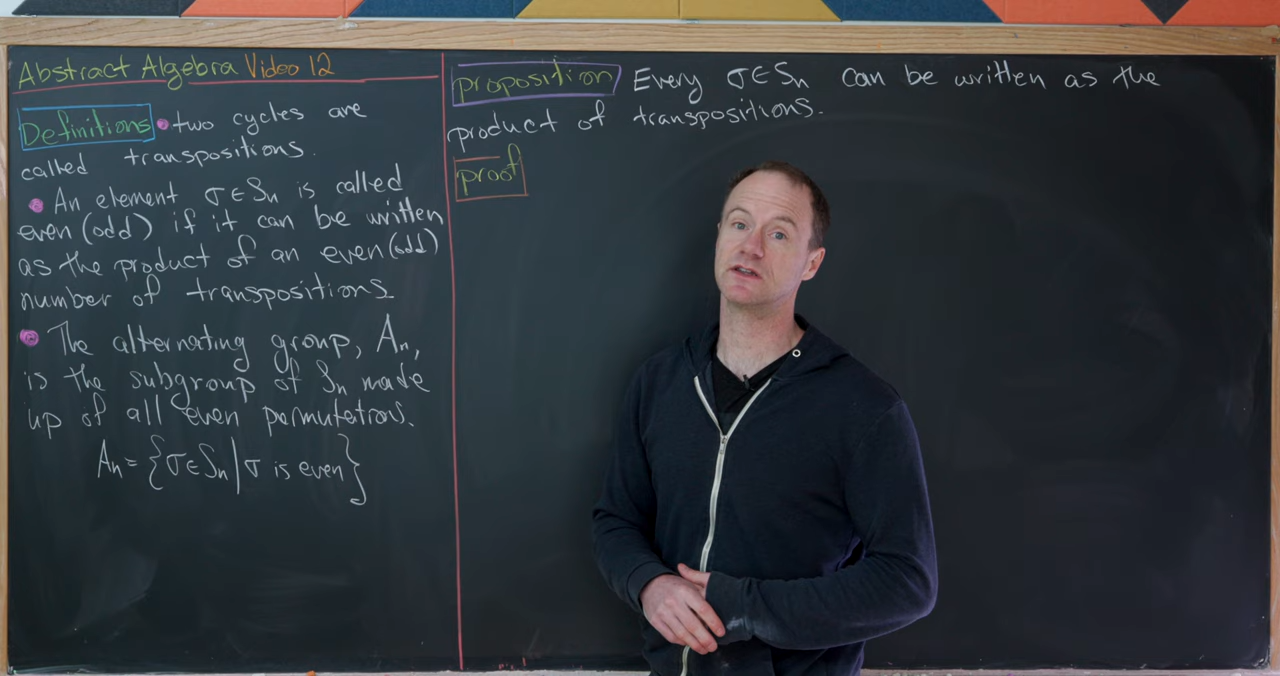 Abstract Algebra Video 12
Definitions • two cycles are
called transpositions.
• An element σ∈Sn is called
even (odd) if it can be written
as the product of an even (odd)
number of transpositions
• The alternating group, An,
is the subgroup of Sn made
up of all even permutations.
An = {σ∈Sn | σ is even}
proposition Every σ∈Sn can be written as the
product of transpositions.
proof